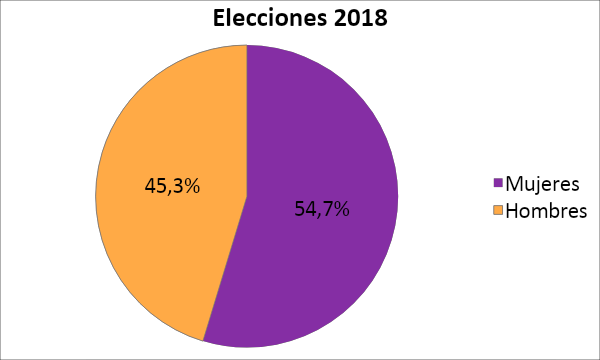 Elecciones 2018
45,3%
54,7%
Mujeres
Hombres